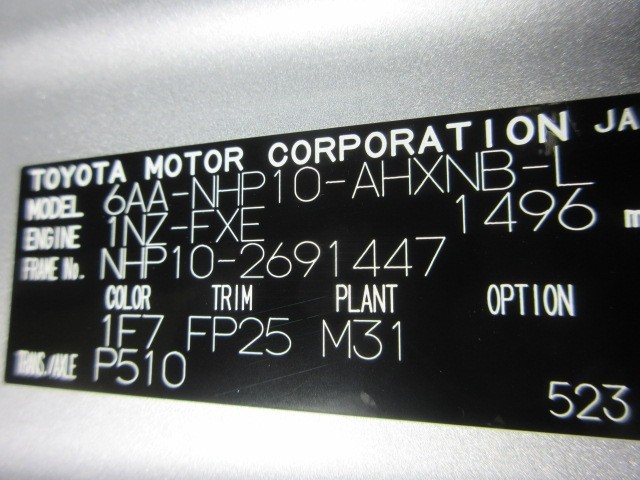 TOYOTA MOTOR CORPORATION JA
MODEL 6AA-NHP10-AHXNB-L
ENGINE 1NZ-FXE 1496 m
FRAME No. NHP10-2691447
COLOR TRIM PLANT OPTION
1F7 FP25 M31
TRANS./AXLE P510
523